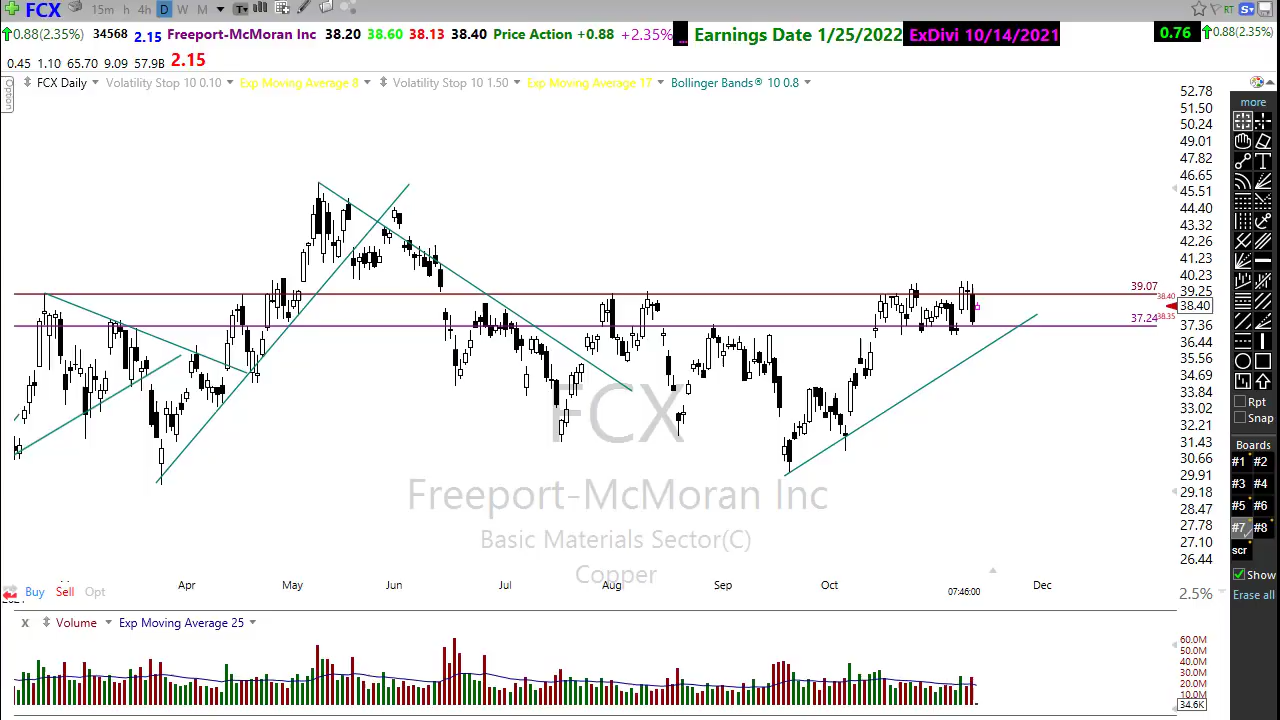 FCX 15m h 4h D W M T
0.88(2.35%) 34568 2.15 Freeport-McMoran Inc 38.20 38.60 38.13 38.40 Price Action +0.88 +2.35% ... Earnings Date 1/25/2022 ExDivi 10/14/2021 0.76 0.88(2.35%)
RT S
0.45 1.10 65.70 9.09 57.9B 2.15
Option
FCX Daily Volatility Stop 10 0.10 Exp Moving Average 8 Volatility Stop 10 1.50 Exp Moving Average 17 Bollinger Bands® 10 0.8
more
52.78
51.50
50.24
49.01
47.82
46.65
45.51
44.40
43.32
42.26
41.23
40.23
39.25
38.40
37.36
36.44
35.56
34.69
33.84
33.02
32.21
31.43
30.66
29.91
29.18
28.47
27.78
27.10
26.44
39.07
38.40
37.24 38.35
FCX
Freeport-McMoran Inc
Basic Materials Sector(C)
Copper
Rpt
Snap
Boards
#1 #2
#3 #4
#5 #6
#7 #8
scr
Show
Erase all
Apr May Jun Jul Aug Sep Oct Dec
07:46:00
Buy Sell Opt
2.5%
x Volume Exp Moving Average 25
60.0M
50.0M
40.0M
30.0M
20.0M
10.0M
34.6K